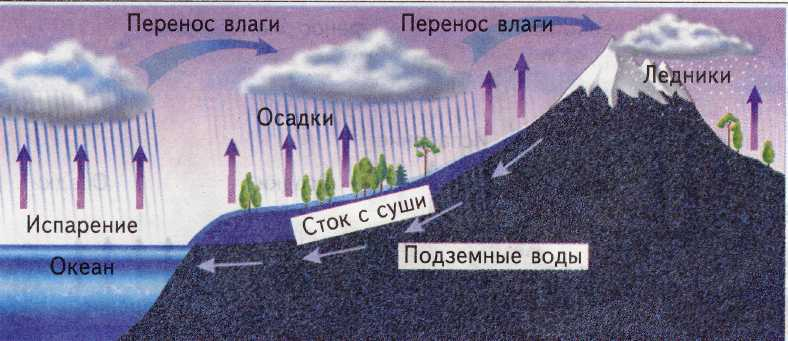 Перенос влаги
Перенос влаги
Ледники
Осадки
Сток с суши
Испарение
Океан
Подземные воды